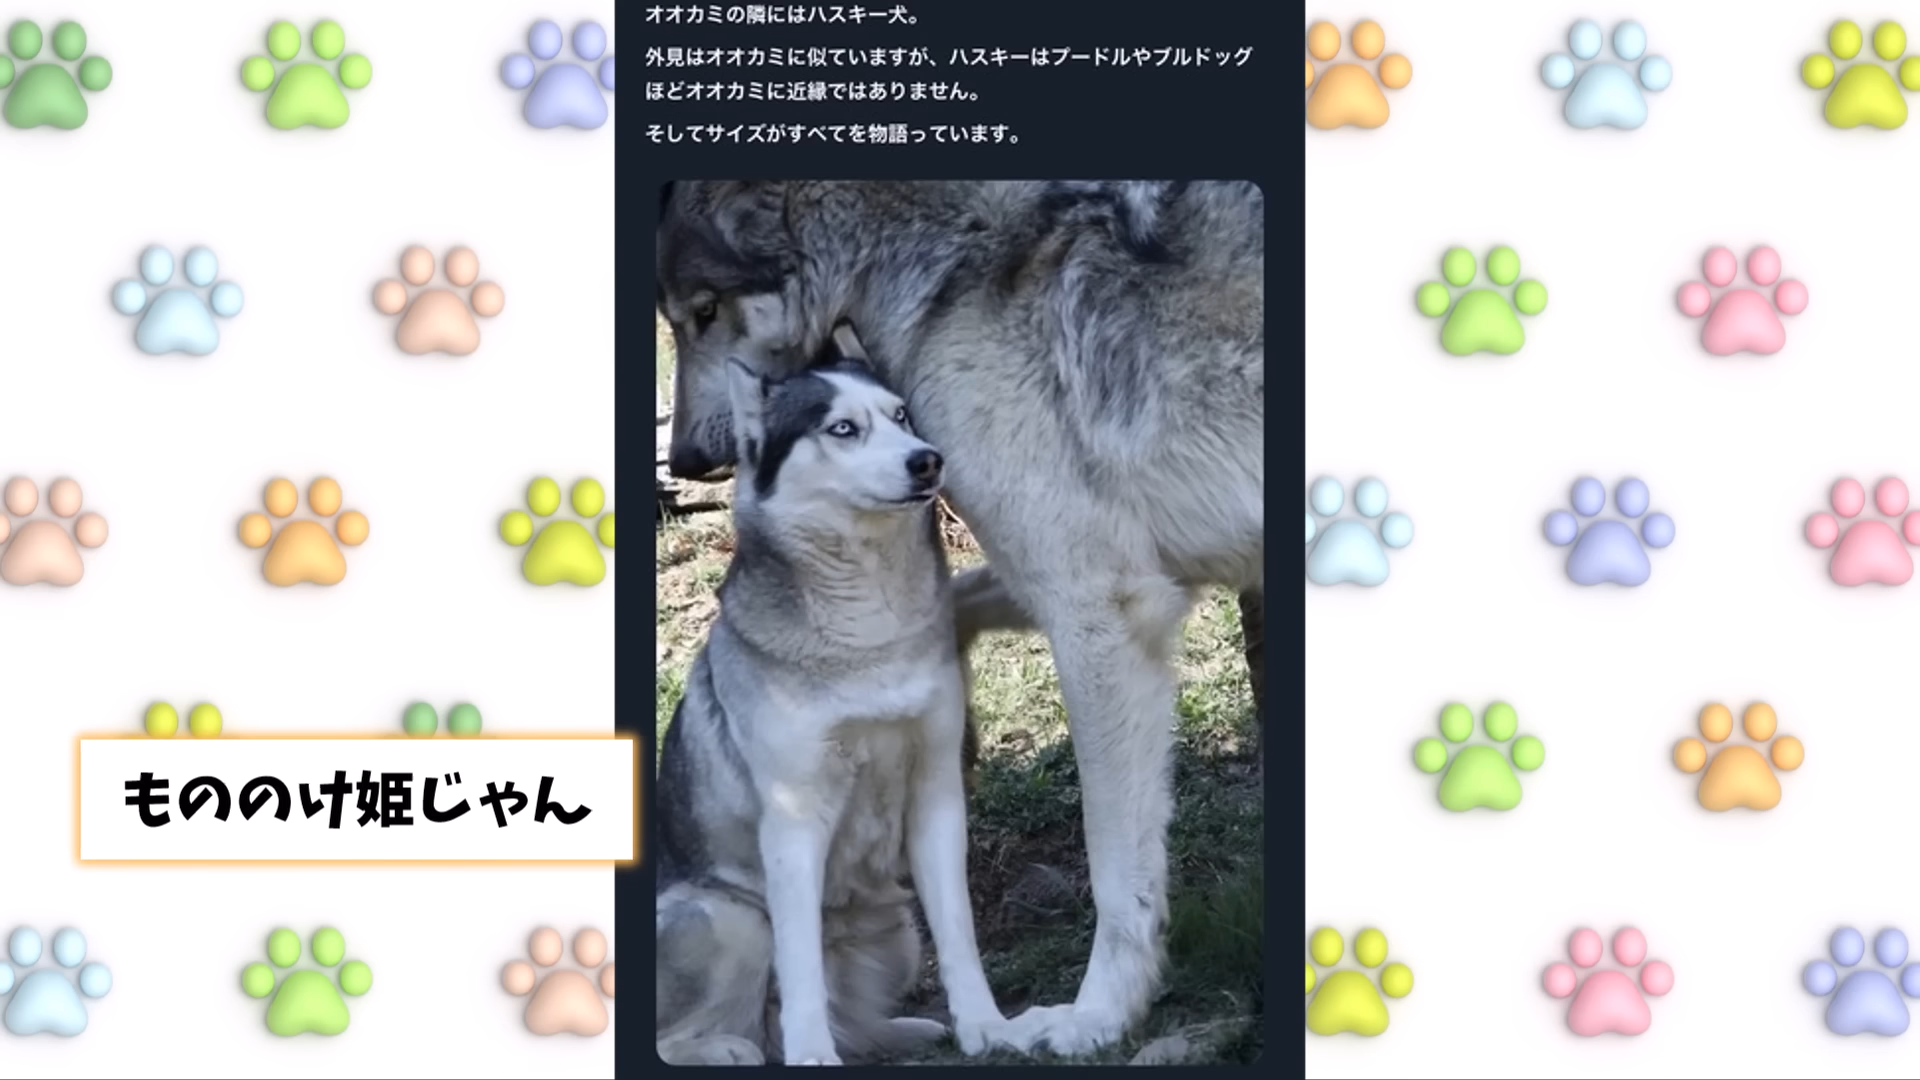 オオカミの隣にはハスキー犬。
外見はオオカミに似ていますが、ハスキーはプードルやブルドッグ
ほどオオカミに近縁ではありません。
そしてサイズがすべてを物語っています。
もののけ姫じゃん